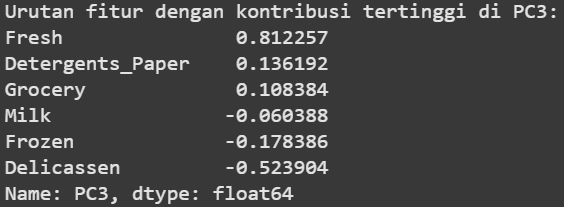 Urutan fitur dengan kontribusi tertinggi di PC3:
Fresh 0.812257
Detergents_Paper 0.136192
Grocery 0.108384
Milk -0.060388
Frozen -0.178386
Delicassen -0.523904
Name: PC3, dtype: float64